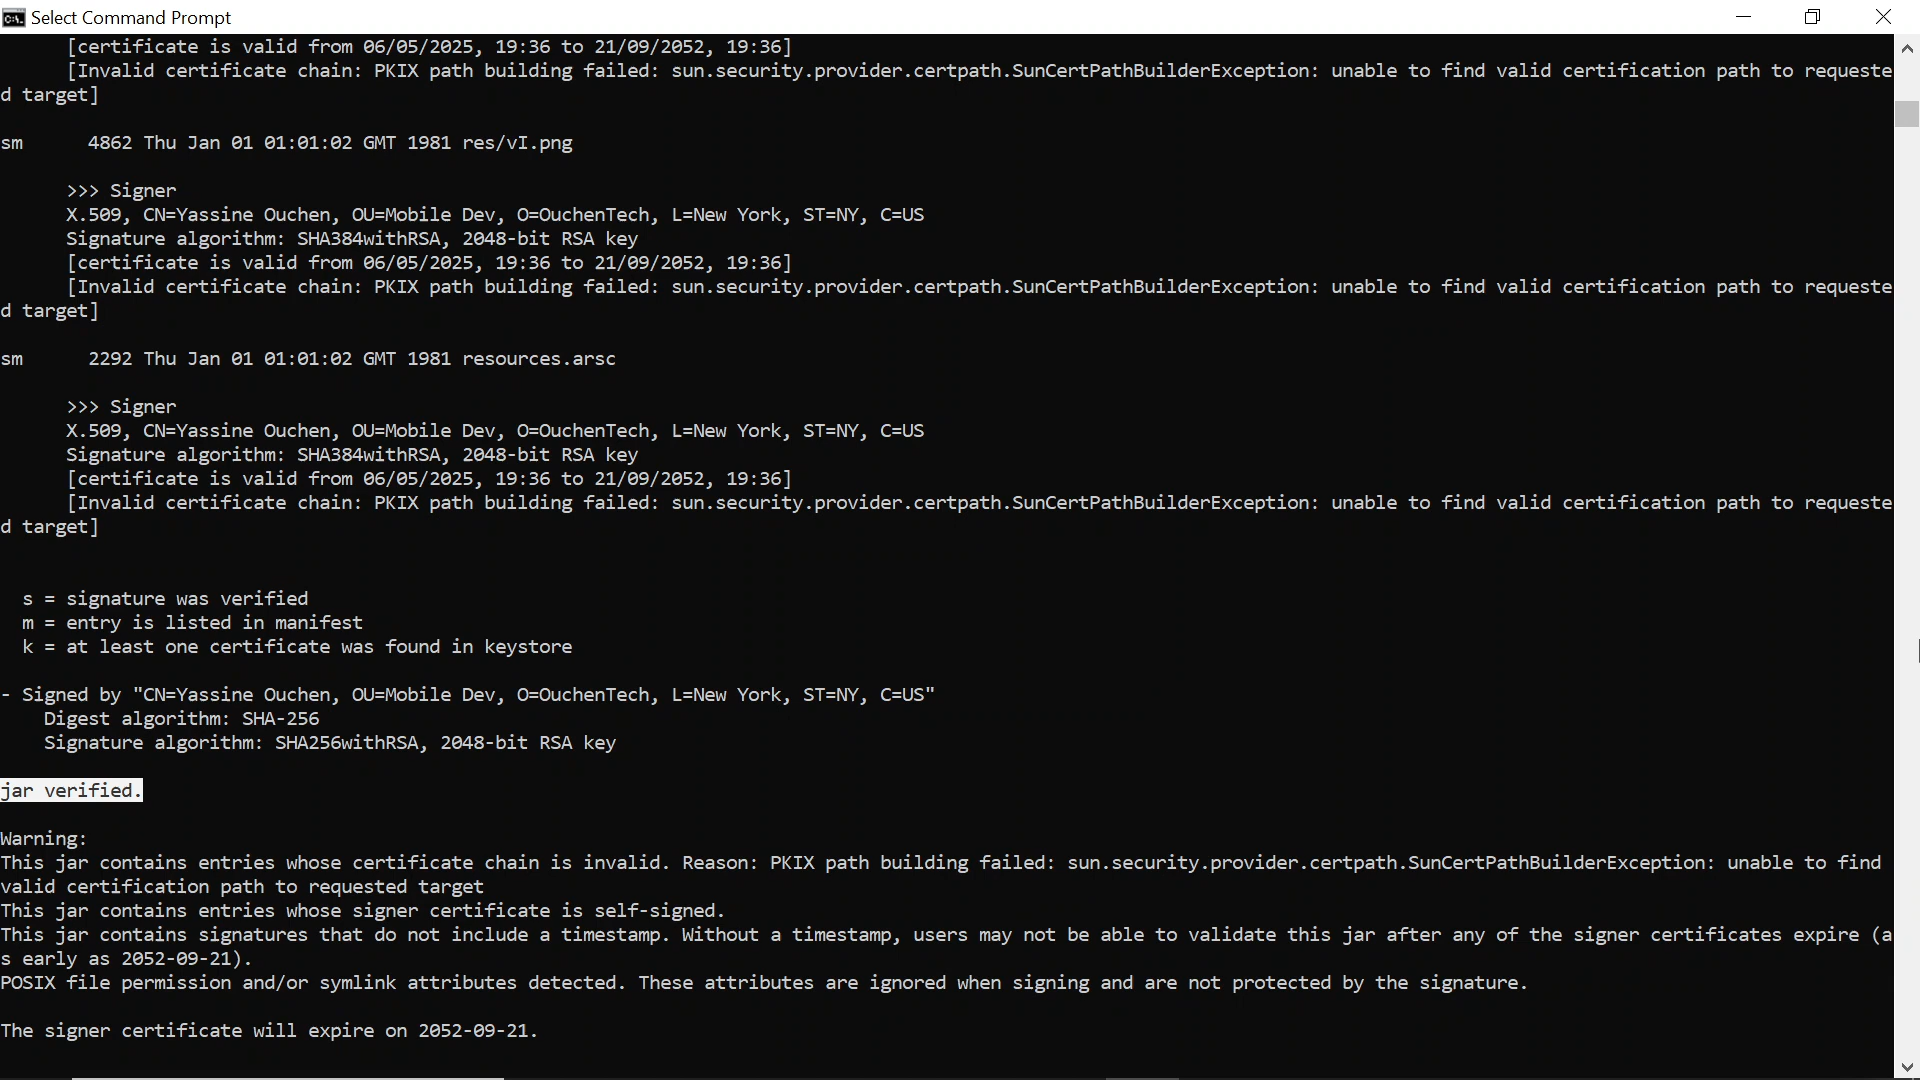 Select Command Prompt
[certificate is valid from 06/05/2025, 19:36 to 21/09/2052, 19:36]
[Invalid certificate chain: PKIX path building failed: sun.security.provider.certpath.SunCertPathBuilderException: unable to find valid certification path to requeste
d target]
sm 4862 Thu Jan 01 01:01:02 GMT 1981 res/vI.png
>>> Signer
X.509, CN=Yassine Ouchen, OU=Mobile Dev, O=OuchenTech, L=New York, ST=NY, C=US
Signature algorithm: SHA384withRSA, 2048-bit RSA key
[certificate is valid from 06/05/2025, 19:36 to 21/09/2052, 19:36]
[Invalid certificate chain: PKIX path building failed: sun.security.provider.certpath.SunCertPathBuilderException: unable to find valid certification path to requeste
d target]
sm 2292 Thu Jan 01 01:01:02 GMT 1981 resources.arsc
>>> Signer
X.509, CN=Yassine Ouchen, OU=Mobile Dev, O=OuchenTech, L=New York, ST=NY, C=US
Signature algorithm: SHA384withRSA, 2048-bit RSA key
[certificate is valid from 06/05/2025, 19:36 to 21/09/2052, 19:36]
[Invalid certificate chain: PKIX path building failed: sun.security.provider.certpath.SunCertPathBuilderException: unable to find valid certification path to requeste
d target]
s = signature was verified
m = entry is listed in manifest
k = at least one certificate was found in keystore
- Signed by "CN=Yassine Ouchen, OU=Mobile Dev, O=OuchenTech, L=New York, ST=NY, C=US"
Digest algorithm: SHA-256
Signature algorithm: SHA256withRSA, 2048-bit RSA key
jar verified.
Warning:
This jar contains entries whose certificate chain is invalid. Reason: PKIX path building failed: sun.security.provider.certpath.SunCertPathBuilderException: unable to find
valid certification path to requested target
This jar contains entries whose signer certificate is self-signed.
This jar contains signatures that do not include a timestamp. Without a timestamp, users may not be able to validate this jar after any of the signer certificates expire (a
s early as 2052-09-21).
POSIX file permission and/or symlink attributes detected. These attributes are ignored when signing and are not protected by the signature.
The signer certificate will expire on 2052-09-21.